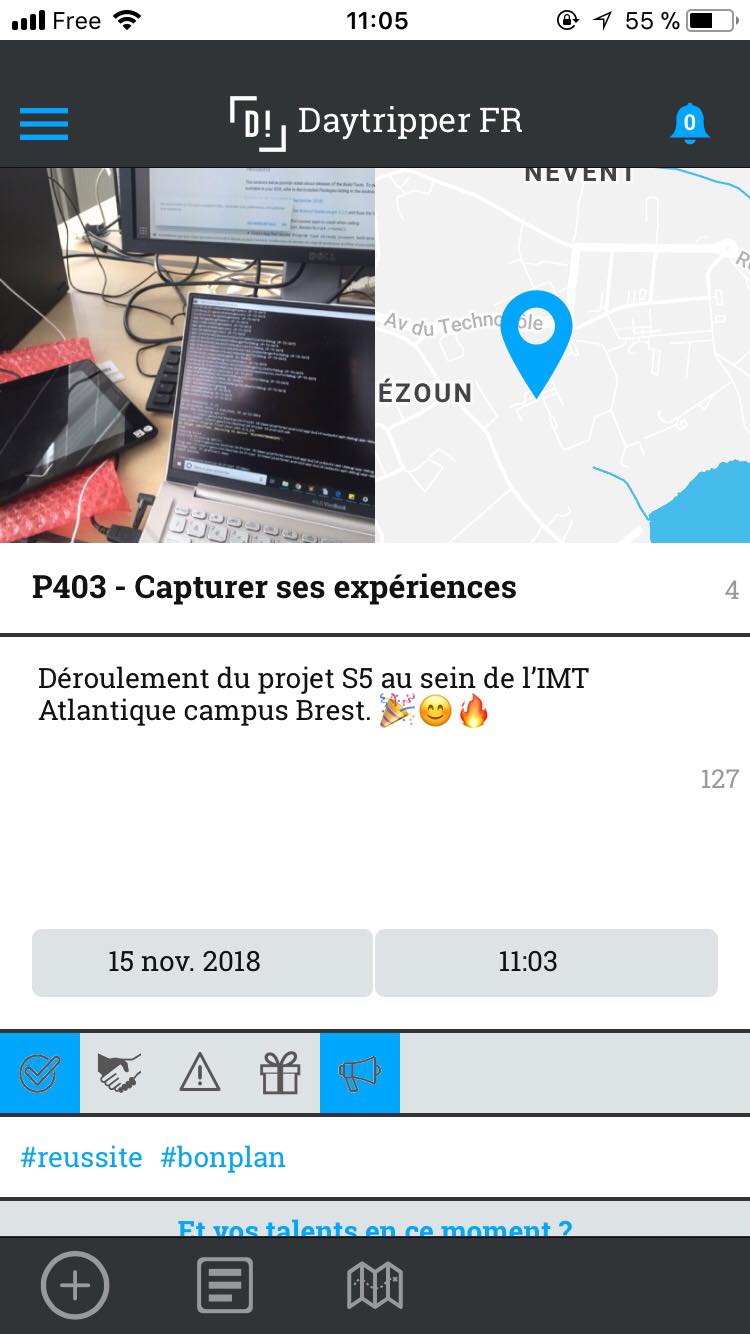 Free 11:05 55 %
D! Daytripper FR 0
DELL
NEVENT
Av du Technopôle
ÉZOUN
P403 - Capturer ses expériences 4
Déroulement du projet S5 au sein de l’IMT
Atlantique campus Brest. 🎉😊🔥
127
15 nov. 2018 11:03
#reussite #bonplan
Et vos talents en ce moment ?